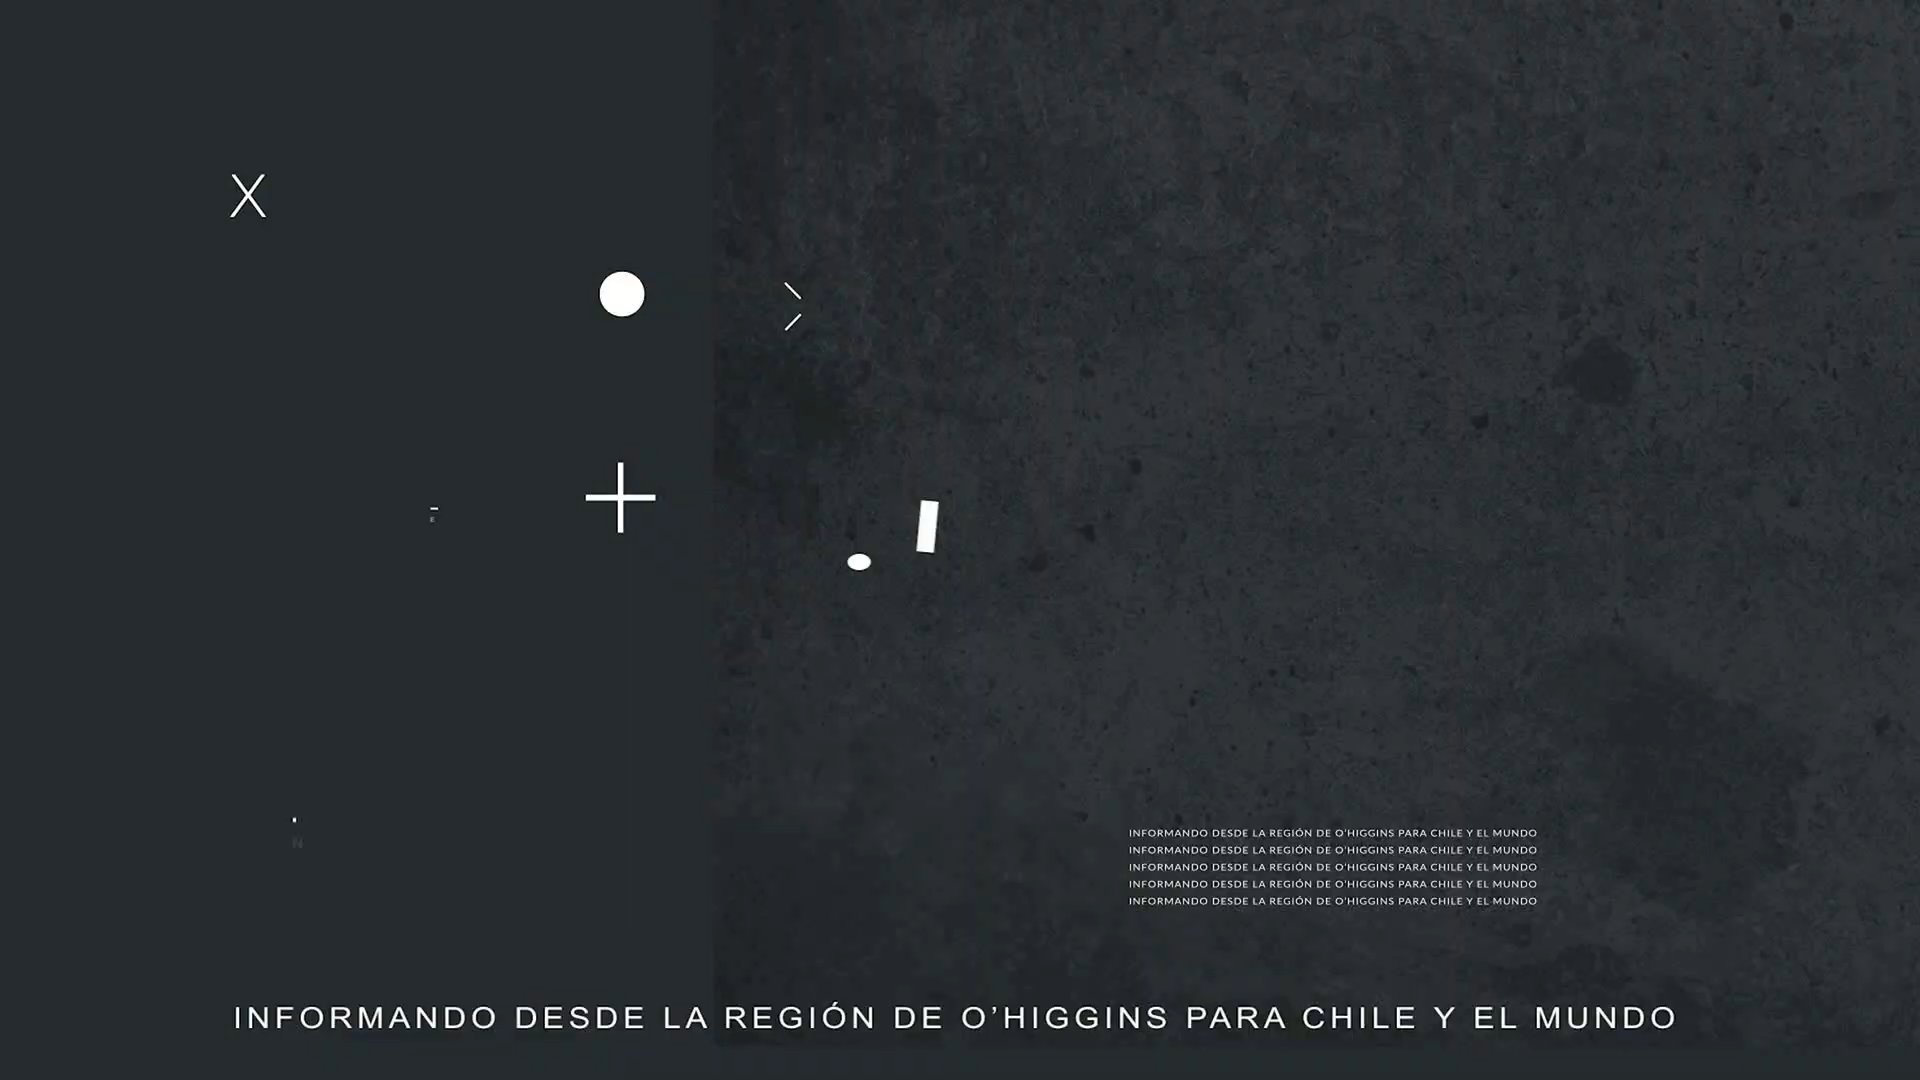 X
E
N
INFORMANDO DESDE LA REGIÓN DE O'HIGGINS PARA CHILE Y EL MUNDO
INFORMANDO DESDE LA REGIÓN DE O'HIGGINS PARA CHILE Y EL MUNDO
INFORMANDO DESDE LA REGIÓN DE O'HIGGINS PARA CHILE Y EL MUNDO
INFORMANDO DESDE LA REGIÓN DE O'HIGGINS PARA CHILE Y EL MUNDO
INFORMANDO DESDE LA REGIÓN DE O'HIGGINS PARA CHILE Y EL MUNDO
INFORMANDO DESDE LA REGIÓN DE O’HIGGINS PARA CHILE Y EL MUNDO